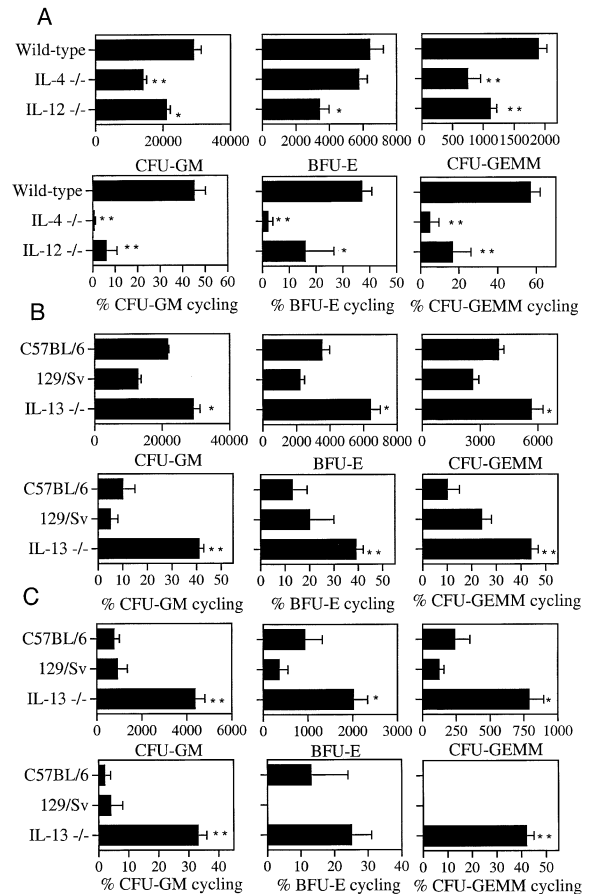 A
Wild-type
IL-4 -/-
* *
IL-12 -/-
*
*
* *
* *
0 20000 40000 0 2000 4000 6000 8000 0 500 1000 1500 2000
CFU-GM BFU-E CFU-GEMM
Wild-type
IL-4 -/-
* *
* *
* *
IL-12 -/-
* *
*
* *
0 10 20 30 40 50 60 0 10 20 30 40 50 0 20 40 60
% CFU-GM cycling % BFU-E cycling % CFU-GEMM cycling
B
C57BL/6
129/Sv
IL-13 -/-
*
*
*
0 20000 40000 0 2000 4000 6000 8000 0 3000 6000
CFU-GM BFU-E CFU-GEMM
C57BL/6
129/Sv
IL-13 -/-
* *
* *
* *
0 10 20 30 40 50 0 10 20 30 40 50 0 10 20 30 40 50
% CFU-GM cycling % BFU-E cycling % CFU-GEMM cycling
C
C57BL/6
129/Sv
IL-13 -/-
* *
*
*
0 2000 4000 6000 0 1000 2000 3000 0 250 500 750 1000
CFU-GM BFU-E CFU-GEMM
C57BL/6
129/Sv
IL-13 -/-
* *
* *
0 10 20 30 40 0 10 20 30 40 0 10 20 30 40 50
% CFU-GM cycling % BFU-E cycling % CFU-GEMM cycling